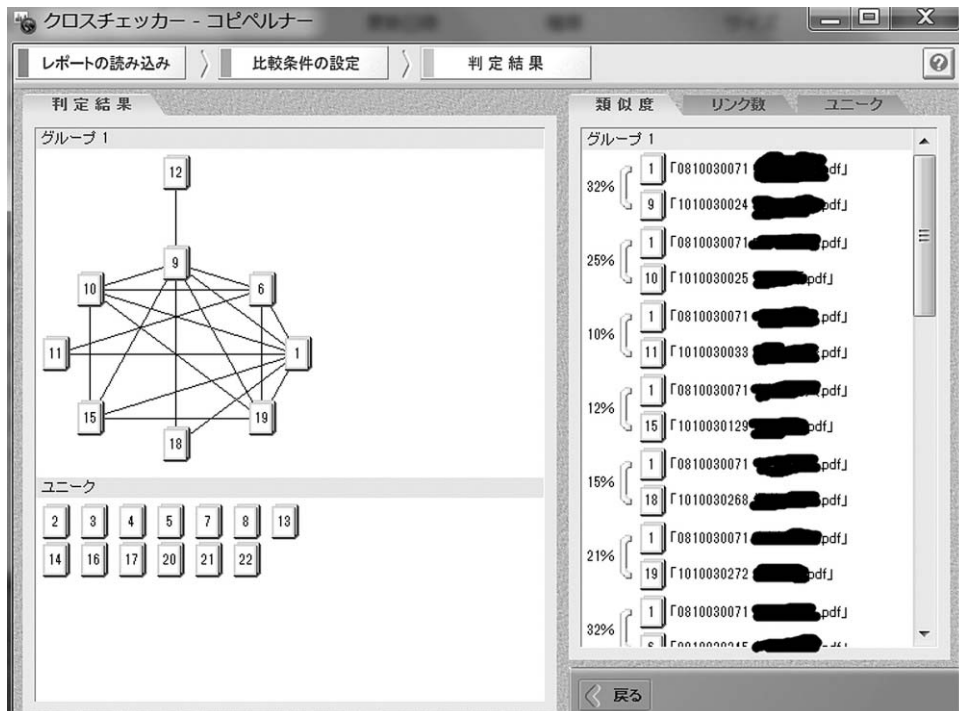 クロスチェッカー - コピペルナー
レポートの読み込み 比較条件の設定 判定結果
判定結果
グループ 1
12
9
10
6
11
1
15
19
18
ユニーク
2 3 4 5 7 8 13
14 16 17 20 21 22
類似度 リンク数 ユニーク
グループ 1
32%
1 「0810030071 df」
9 「1010030024 pdf」
25%
1 「0810030071 .pdf」
10 「1010030025 pdf」
10%
1 「0810030071 .pdf」
11 「1010030033 .pdf」
12%
1 「0810030071 .pdf」
15 「1010030129 pdf」
15%
1 「0810030071 .pdf」
18 「1010030268 .pdf」
21%
1 「0810030071 pdf」
19 「1010030272 pdf」
32%
1 「0810030071 .pdf」
戻る